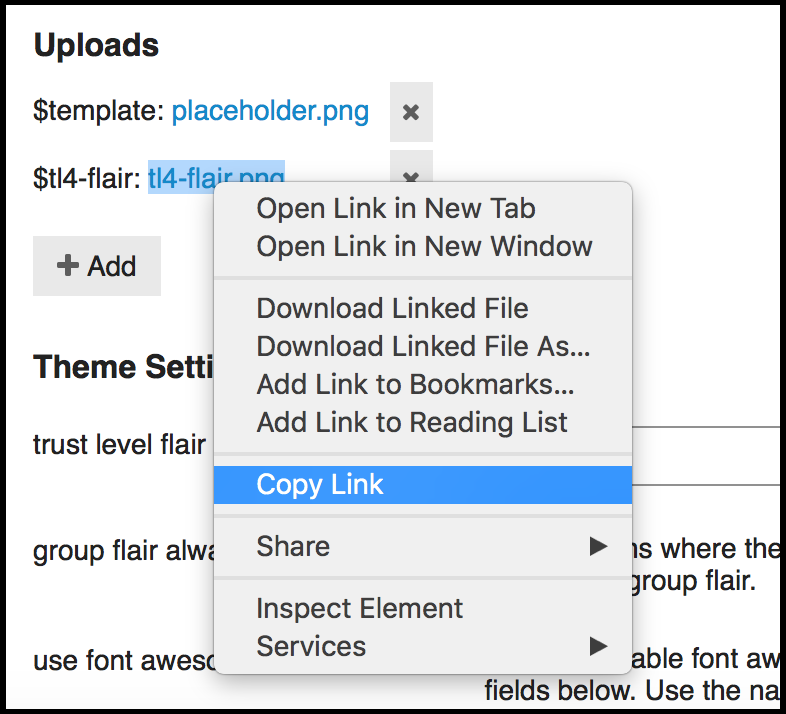 Uploads
$template: placeholder.png
$tl4-flair: tl4-flair.png
Open Link in New Tab
Open Link in New Window
Add
Download Linked File
Download Linked File As...
Theme Setti
Add Link to Bookmarks...
Add Link to Reading List
trust level flair
Copy Link
Share
group flair alwa
ns where the
group flair.
Inspect Element
Services
use font aweso
able font aw
fields below. Use the na